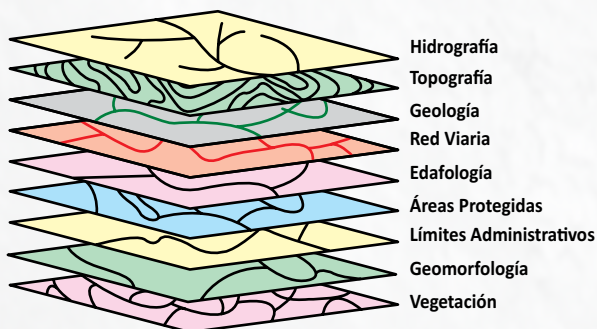 Hidrografía
Topografía
Geología
Red Viaria
Edafología
Áreas Protegidas
Límites Administrativos
Geomorfología
Vegetación